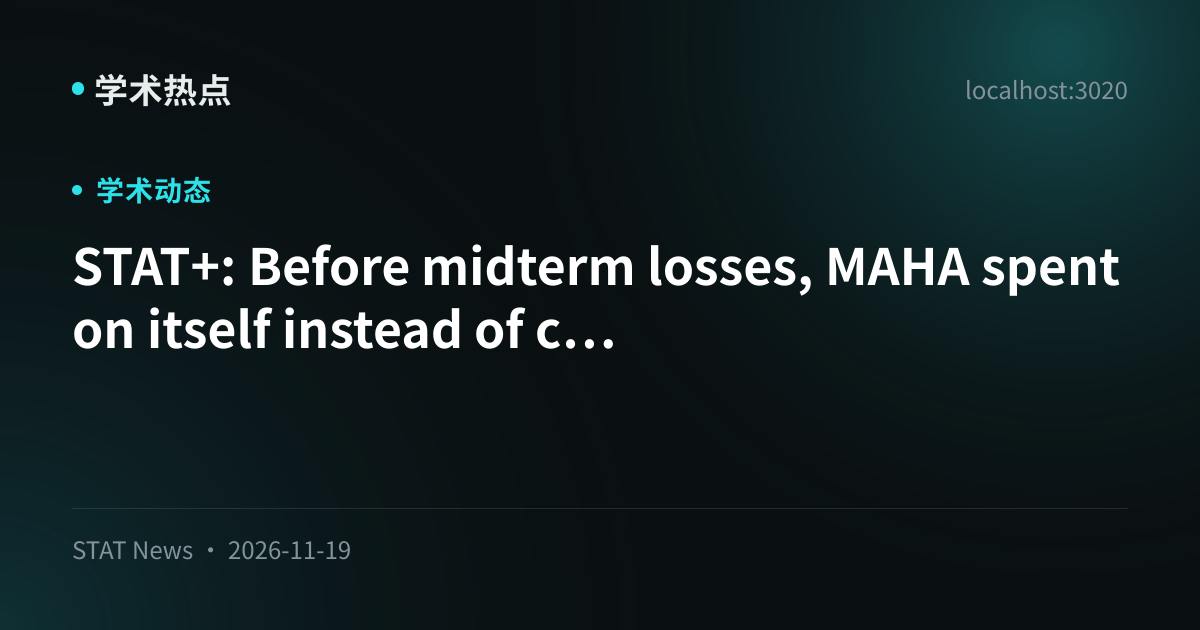 学术热点
localhost:3020
学术动态
STAT+: Before midterm losses, MAHA spent
on itself instead of c…
STAT News · 2026-11-19